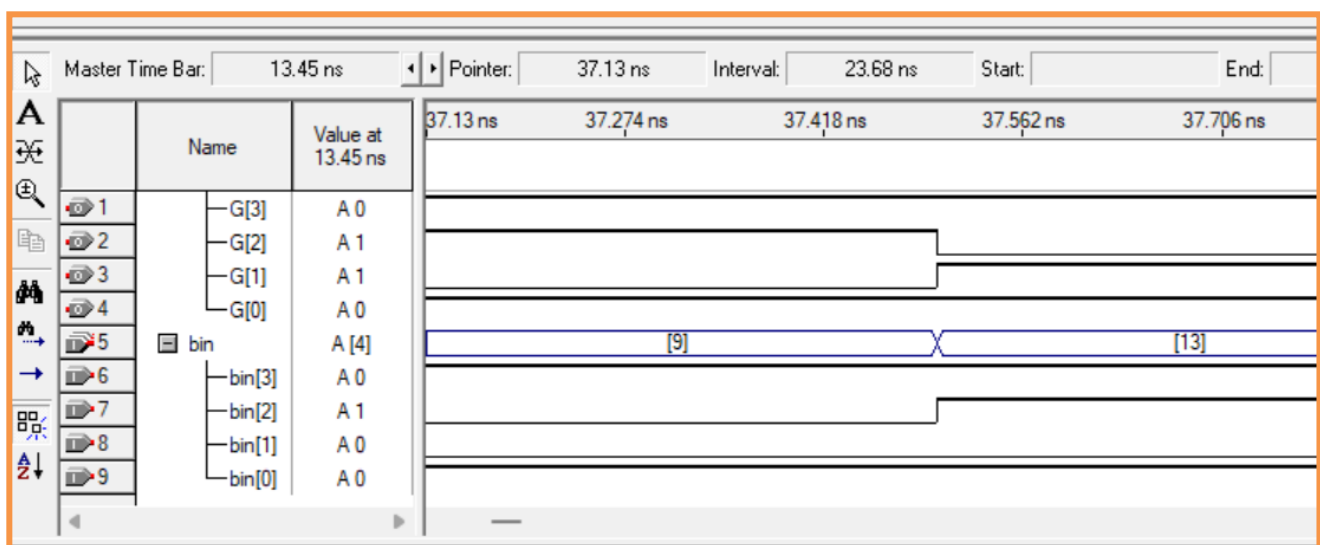 Master Time Bar: 13.45 ns Pointer: 37.13 ns Interval: 23.68 ns Start: End:
A
Name Value at 13.45 ns 37.13 ns 37.274 ns 37.418 ns 37.562 ns 37.706 ns
1 G[3] A 0
2 G[2] A 1
3 G[1] A 1
4 G[0] A 0
5 bin A [4] [9] [13]
6 bin[3] A 0
7 bin[2] A 1
8 bin[1] A 0
9 bin[0] A 0
A
Z